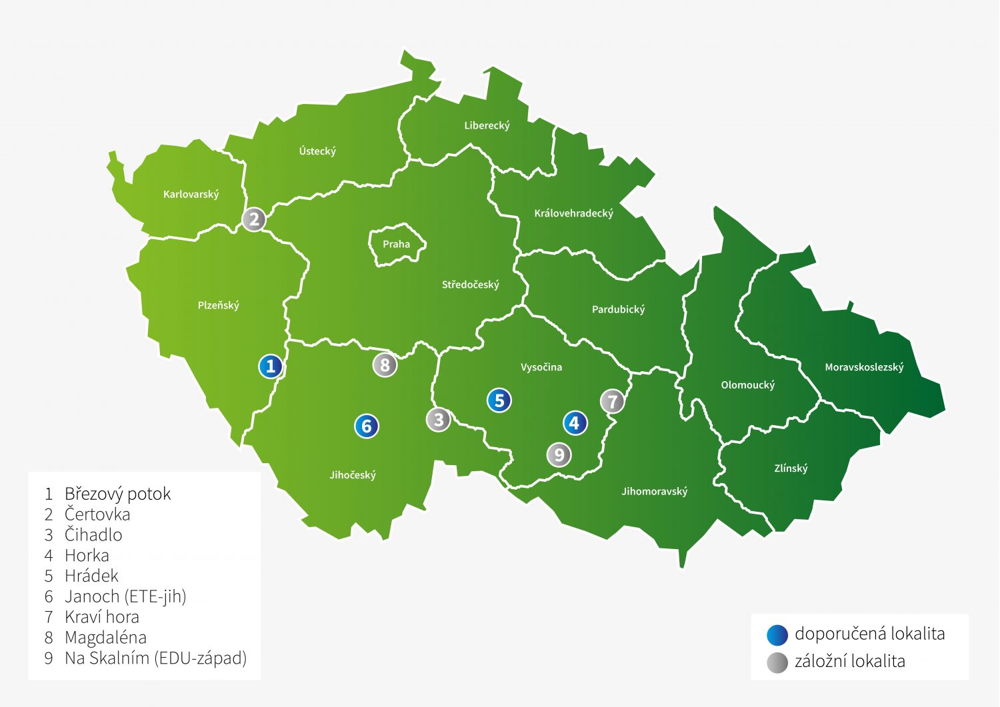 Liberecký
Ústecký
Karlovarský
Královehradecký
2
Praha
Středočeský
Plzeňský
Pardubický
1
8
Vysočina
Moravskoslezský
Olomoucký
5
7
3
6
4
9
Zlínský
Jihočeský
Jihomoravský
1 Březový potok
2 Čertovka
3 Čihadlo
4 Horka
5 Hrádek
6 Janoch (ETE-jih)
7 Kraví hora
8 Magdaléna
9 Na Skalním (EDU-západ)
doporučená lokalita
záložní lokalita